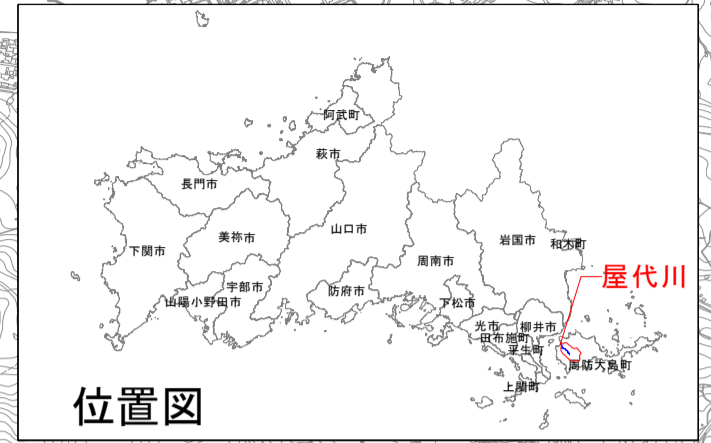 阿武町
萩市
長門市
山口市
美祢市
岩国市
和木町
下関市
周南市
屋代川
宇部市
防府市
山陽小野田市
下松市
光市
柳井市
田布施町
平生町
周防大島町
上関町
位置図